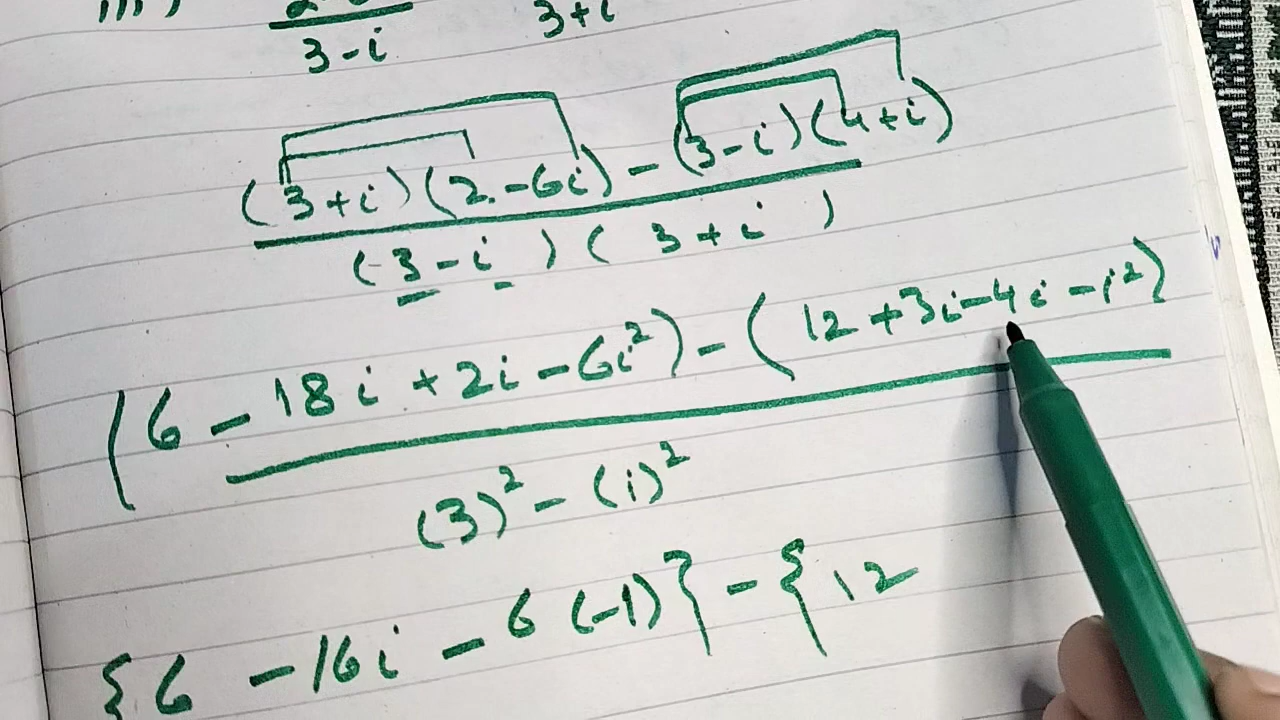 iii)
3-i 3+i
(3+i)(2-6i)-(3-i)(4+i)
(3-i)(3+i)
(6-18i+2i-6i²)-(12+3i-4i-i²)
(3)²-(i)²
{6-16i-6(-1)}-{12